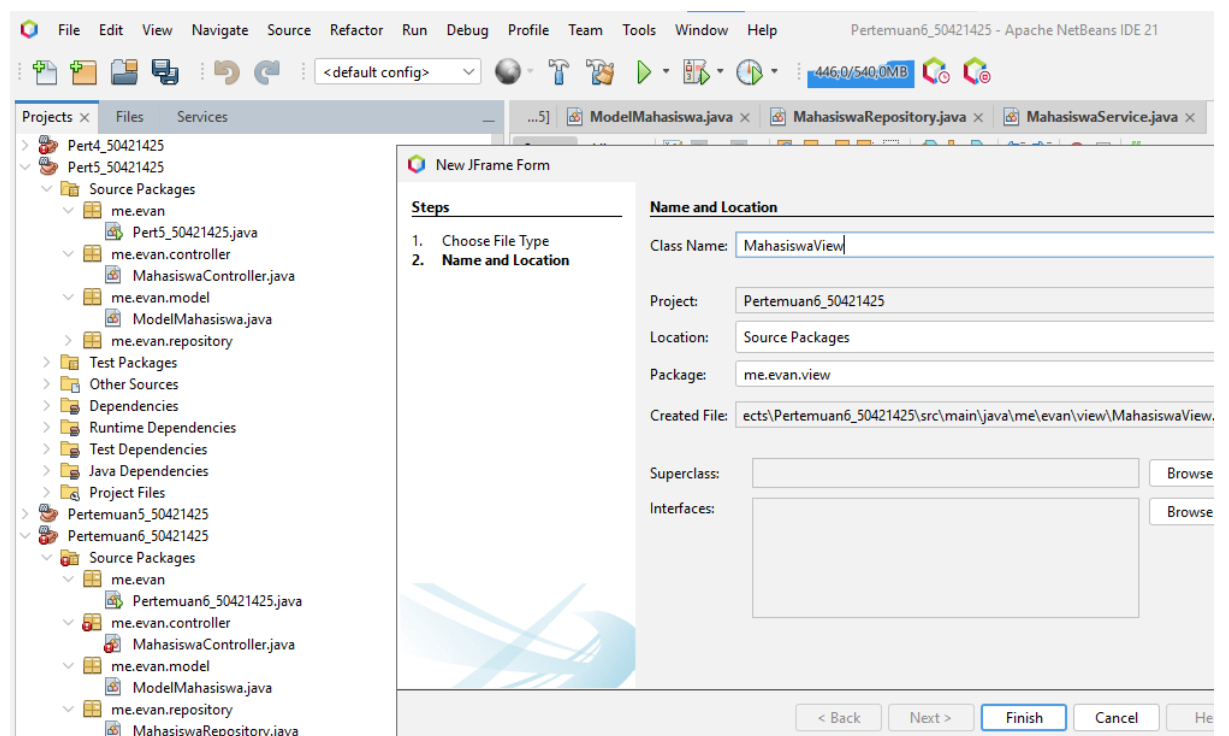 File Edit View Navigate Source Refactor Run Debug Profile Team Tools Window Help Pertemuan6_50421425 - Apache NetBeans IDE 21
<default config> 446,0/540,0MB
Projects Files Services
...5] ModelMahasiswa.java MahasiswaRepository.java MahasiswaService.java
Pert4_50421425
Pert5_50421425
Source Packages
me.evan
Pert5_50421425.java
me.evan.controller
MahasiswaController.java
me.evan.model
ModelMahasiswa.java
me.evan.repository
Test Packages
Other Sources
Dependencies
Runtime Dependencies
Test Dependencies
Java Dependencies
Project Files
Pertemuan5_50421425
Pertemuan6_50421425
Source Packages
me.evan
Pertemuan6_50421425.java
me.evan.controller
MahasiswaController.java
me.evan.model
ModelMahasiswa.java
me.evan.repository
MahasiswaRepository.java
New JFrame Form
Steps
1. Choose File Type
2. Name and Location
Name and Location
Class Name: MahasiswaView
Project: Pertemuan6_50421425
Location: Source Packages
Package: me.evan.view
Created File: ects\Pertemuan6_50421425\src\main\java\me\evan\view\MahasiswaView.
Superclass: Browse
Interfaces: Browse
< Back Next > Finish Cancel He